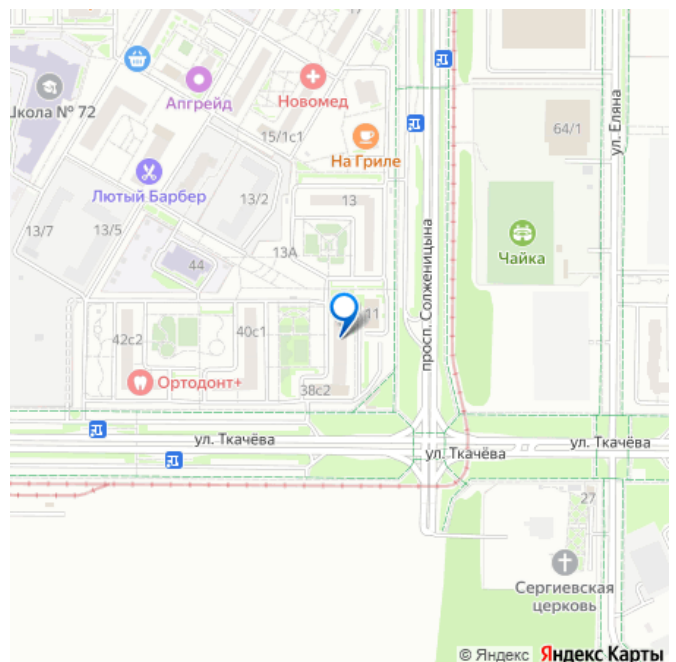 Школа № 72
Апгрейд
Новомед
15/1с1
На Гриле
64/1
ул. Еляна
Лютый Барбер
13/2
13
13/7
13/5
13А
44
просп. Солженицына
Чайка
11
42с2
40с1
Ортодонт+
38с2
ул. Ткачёва
ул. Ткачёва
ул. Ткачёва
27
Сергиевская
церковь
© Яндекс Яндекс Карты